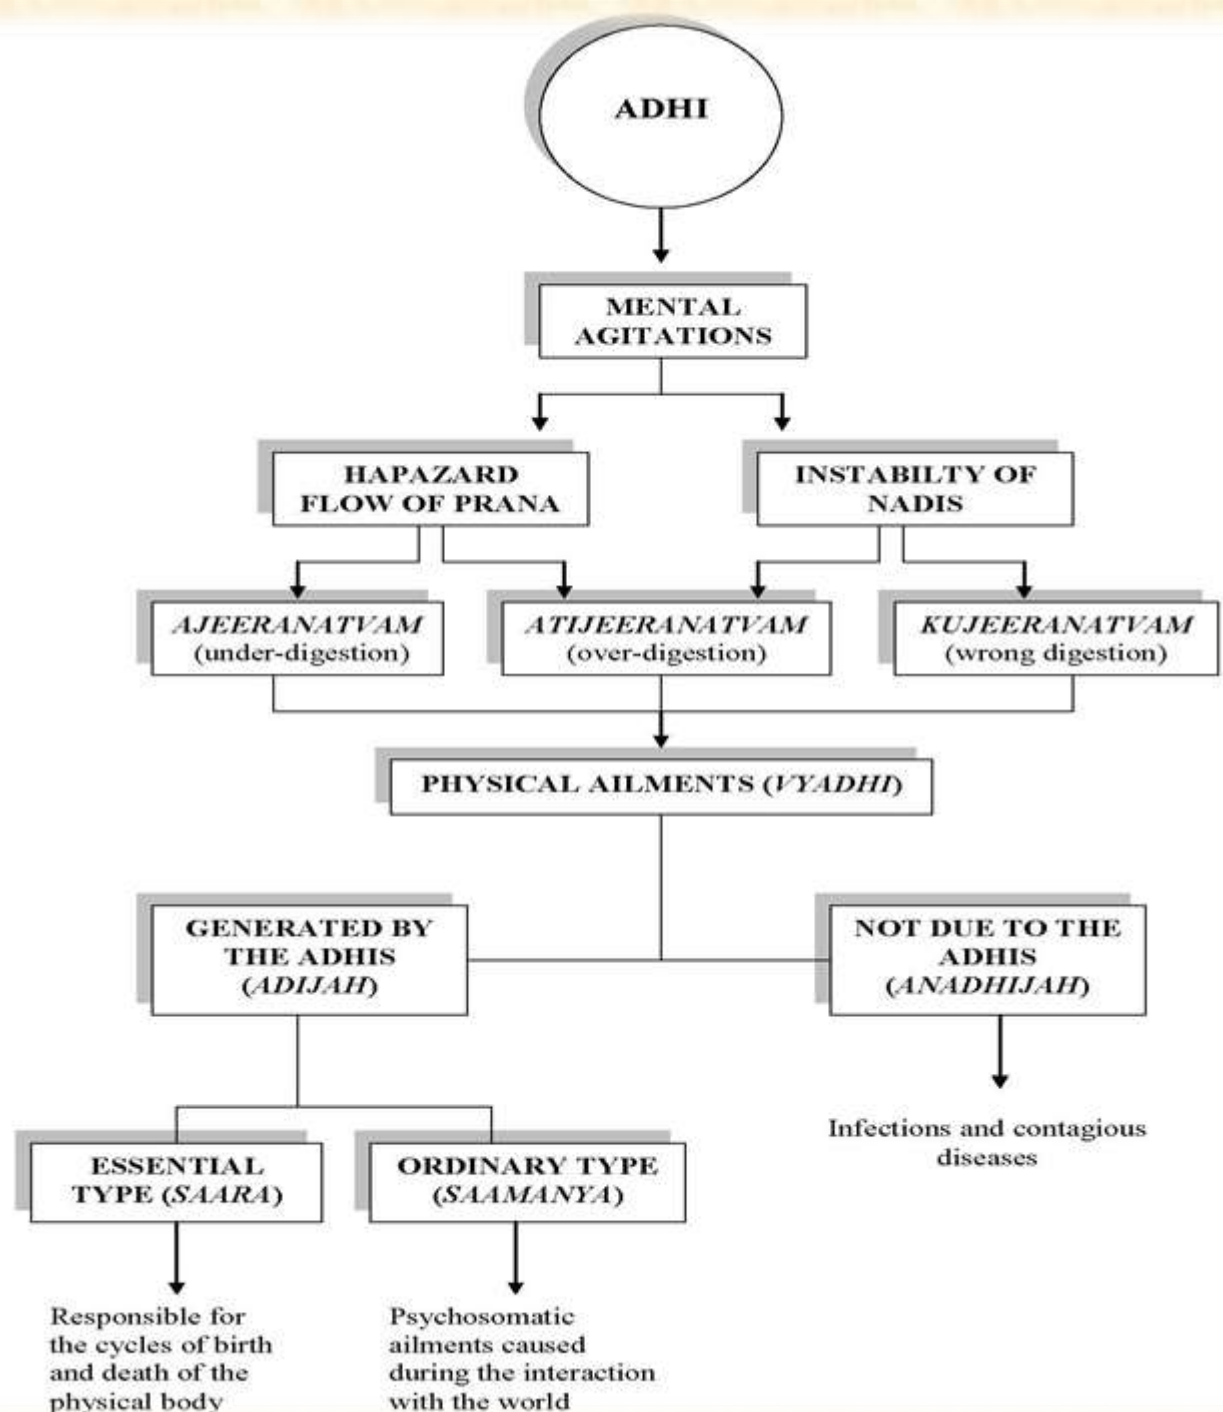 ADHI
MENTAL
AGITATIONS
HAPAZARD
FLOW OF PRANA
INSTABILTY OF
NADIS
AJEERANATVAM
(under-digestion)
ATIJEERANATVAM
(over-digestion)
KUJEERANATVAM
(wrong digestion)
PHYSICAL AILMENTS (VYADHI)
GENERATED BY
THE ADHIS
(ADIJAH)
NOT DUE TO THE
ADHIS
(ANADHIJAH)
Infections and contagious
diseases
ESSENTIAL
TYPE (SAARA)
ORDINARY TYPE
(SAAMANYA)
Responsible for
the cycles of birth
and death of the
physical body
Psychosomatic
ailments caused
during the interaction
with the world